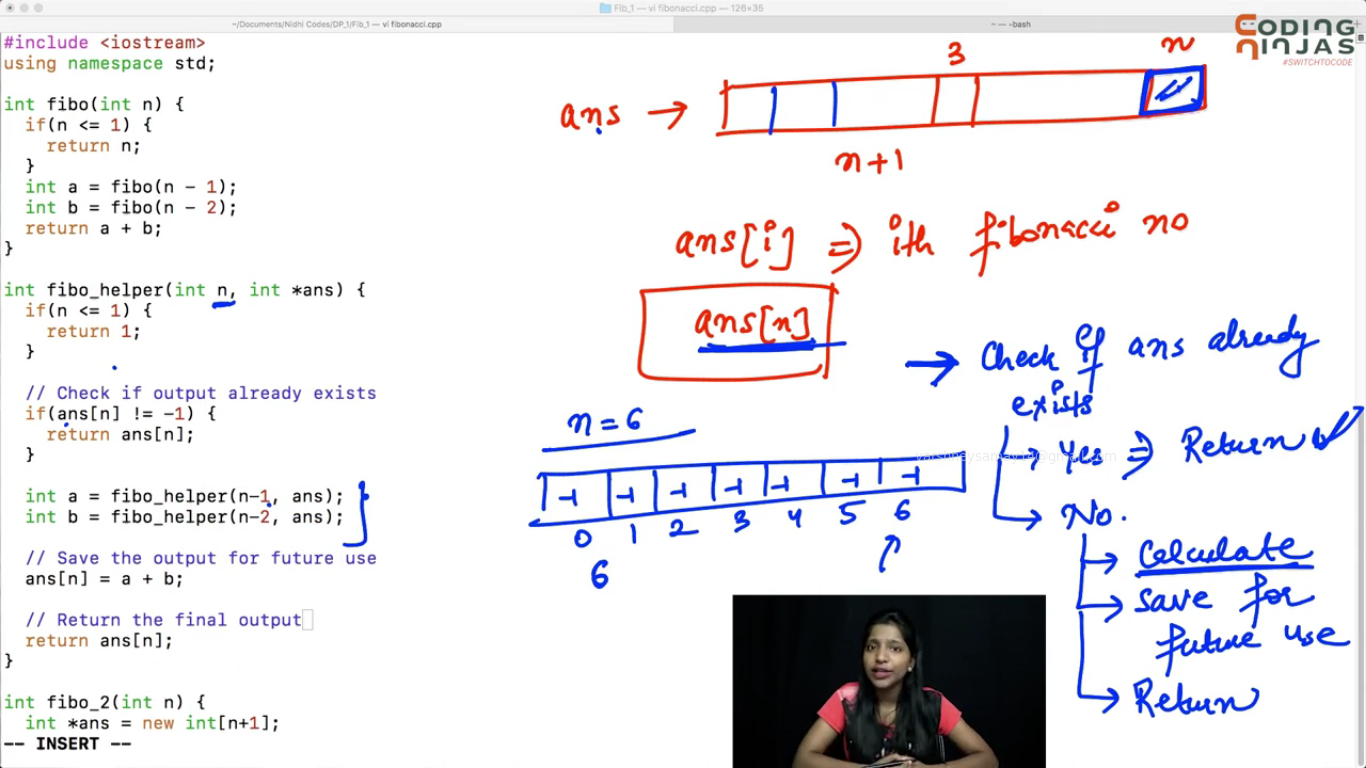 Fib_1 — vi fibonacci.cpp — 126×35
~/Documents/Nidhi Codes/DP_1/Fib_1 — vi fibonacci.cpp
~ — -bash
CODING
NINJAS
#SWITCHTOCODE
#include <iostream>
using namespace std;
int fibo(int n) {
if(n <= 1) {
return n;
}
int a = fibo(n - 1);
int b = fibo(n - 2);
return a + b;
}
int fibo_helper(int n, int *ans) {
if(n <= 1) {
return 1;
}
// Check if output already exists
if(ans[n] != -1) {
return ans[n];
}
int a = fibo_helper(n-1, ans);
int b = fibo_helper(n-2, ans);
// Save the output for future use
ans[n] = a + b;
// Return the final output
return ans[n];
}
int fibo_2(int n) {
int *ans = new int[n+1];
-- INSERT --
3 n
ans →
n+1
ans[i] => ith fibonacci no
ans[n]
n = 6
-1 -1 -1 -1 -1 -1 -1
0 1 2 3 4 5 6
6
→ Check if ans already
exists
→ Yes => Return
→ No.
→ Calculate
→ Save for
future use
→ Return